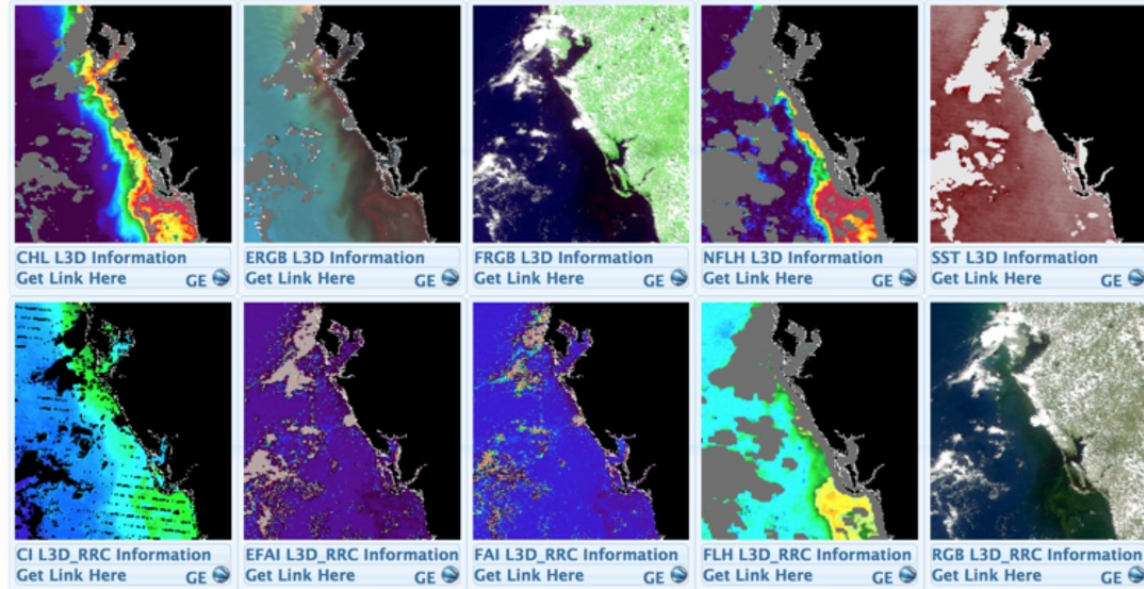 CHL L3D Information
Get Link Here GE
ERGB L3D Information
Get Link Here GE
FRGB L3D Information
Get Link Here GE
NFLH L3D Information
Get Link Here GE
SST L3D Information
Get Link Here GE
CI L3D_RRC Information
Get Link Here GE
EFAI L3D_RRC Information
Get Link Here GE
FAI L3D_RRC Information
Get Link Here GE
FLH L3D_RRC Information
Get Link Here GE
RGB L3D_RRC Information
Get Link Here GE